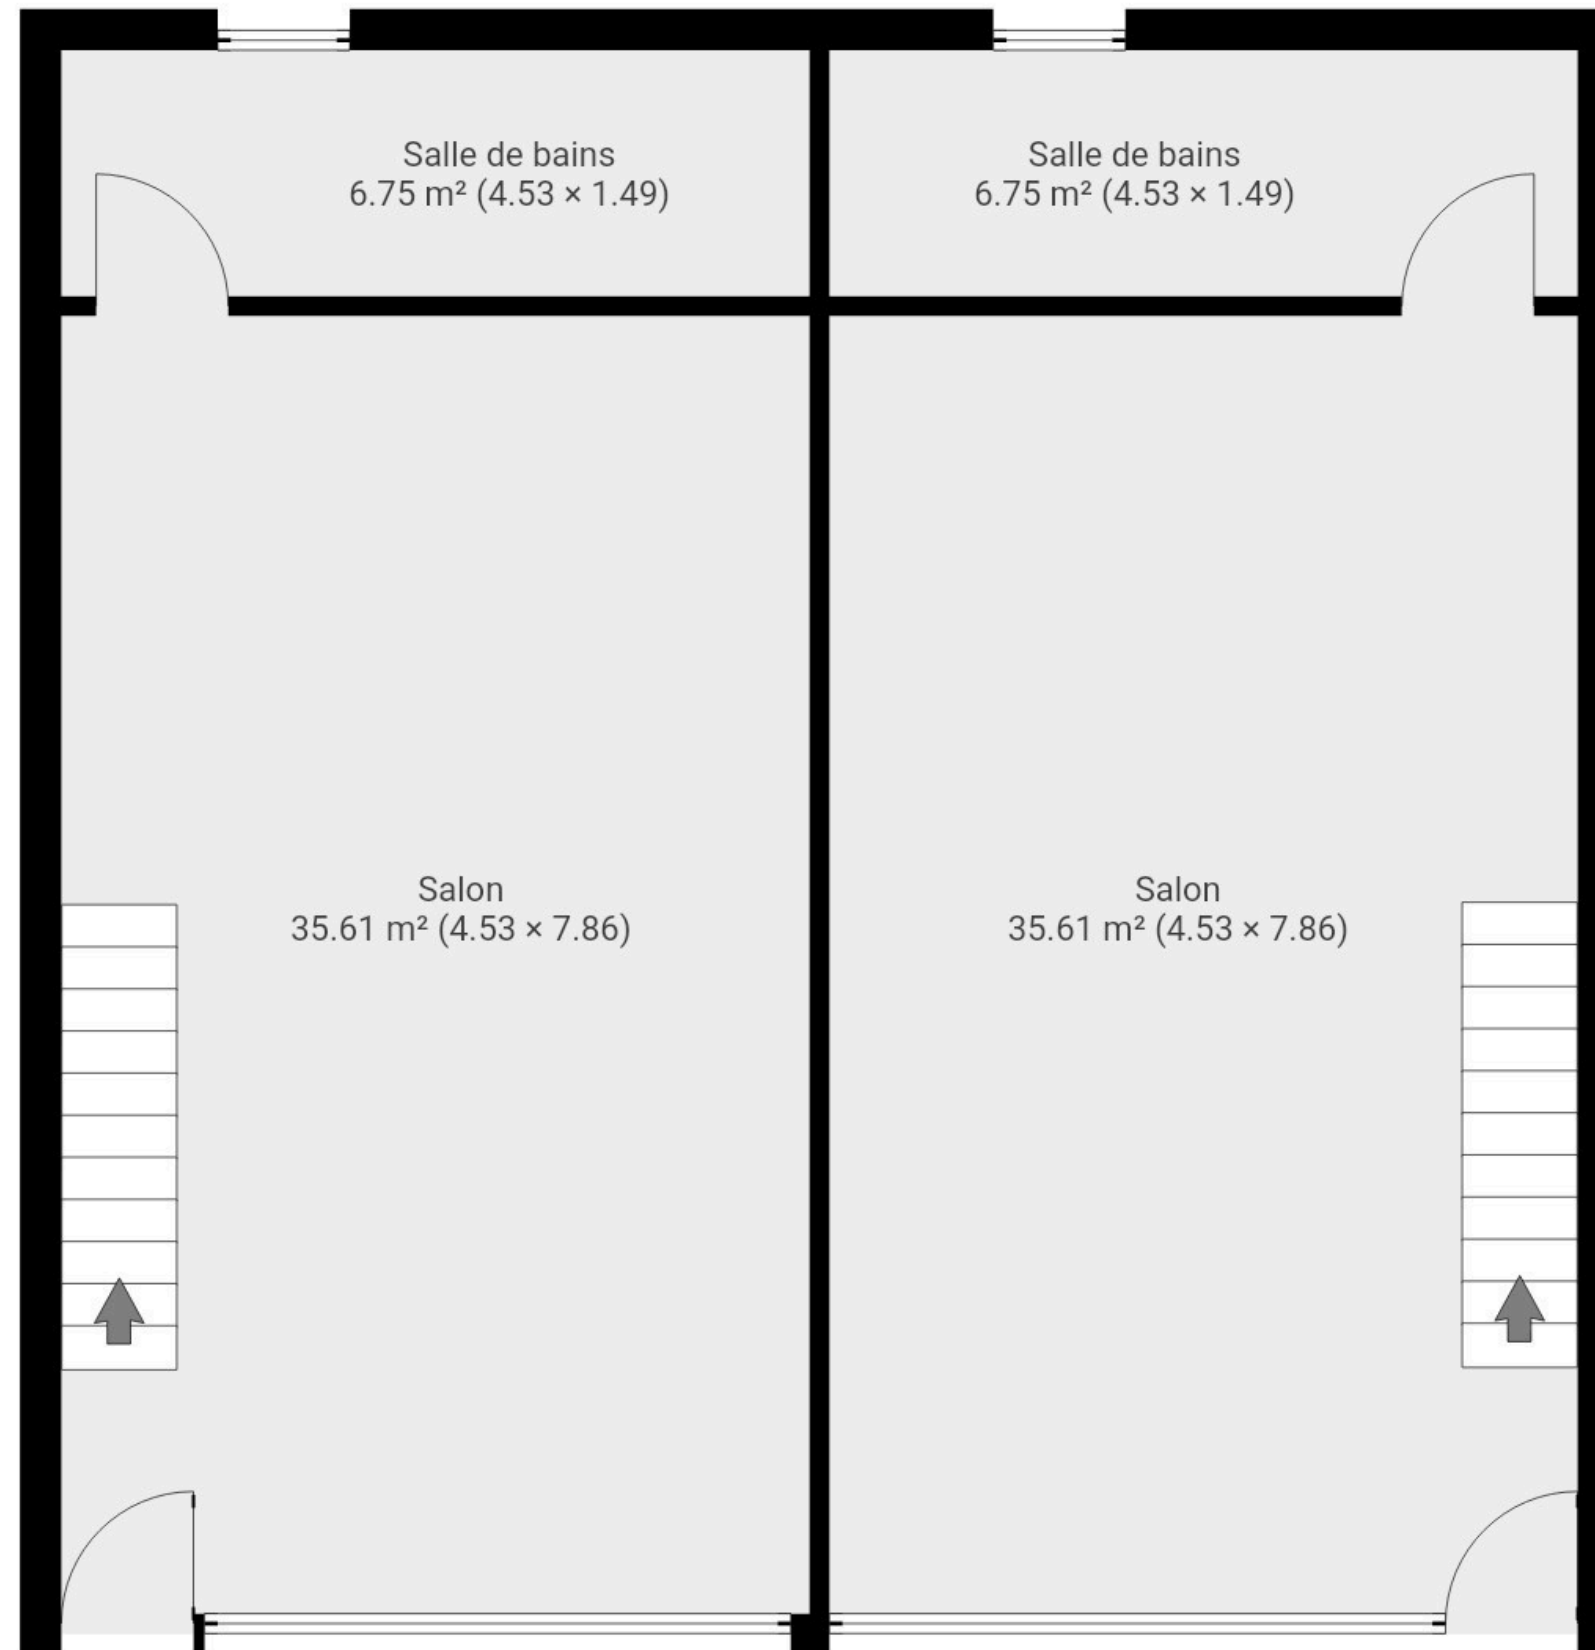 Salle de bains
6.75 m² (4.53 × 1.49)
Salle de bains
6.75 m² (4.53 × 1.49)
Salon
35.61 m² (4.53 × 7.86)
Salon
35.61 m² (4.53 × 7.86)